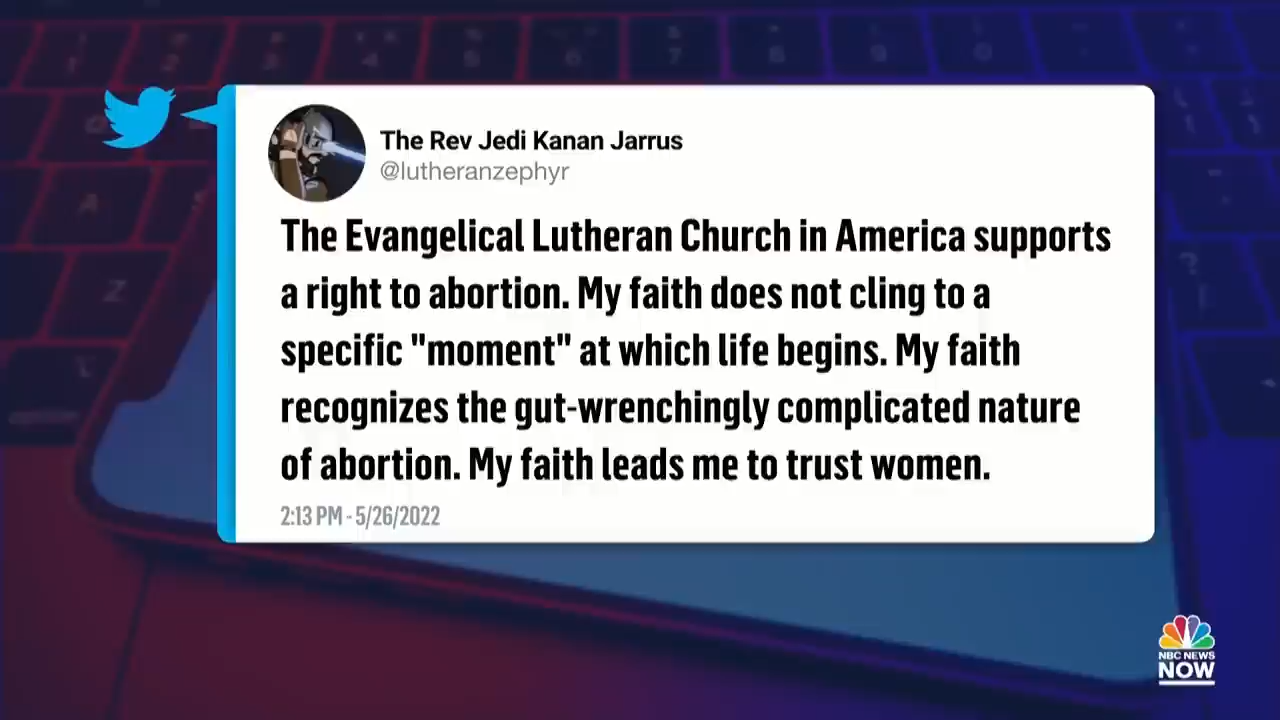 The Rev Jedi Kanan Jarrus
@lutheranzephyr
The Evangelical Lutheran Church in America supports
a right to abortion. My faith does not cling to a
specific "moment" at which life begins. My faith
recognizes the gut-wrenchingly complicated nature
of abortion. My faith leads me to trust women.
2:13 PM - 5/26/2022
NBC NEWS
NOW